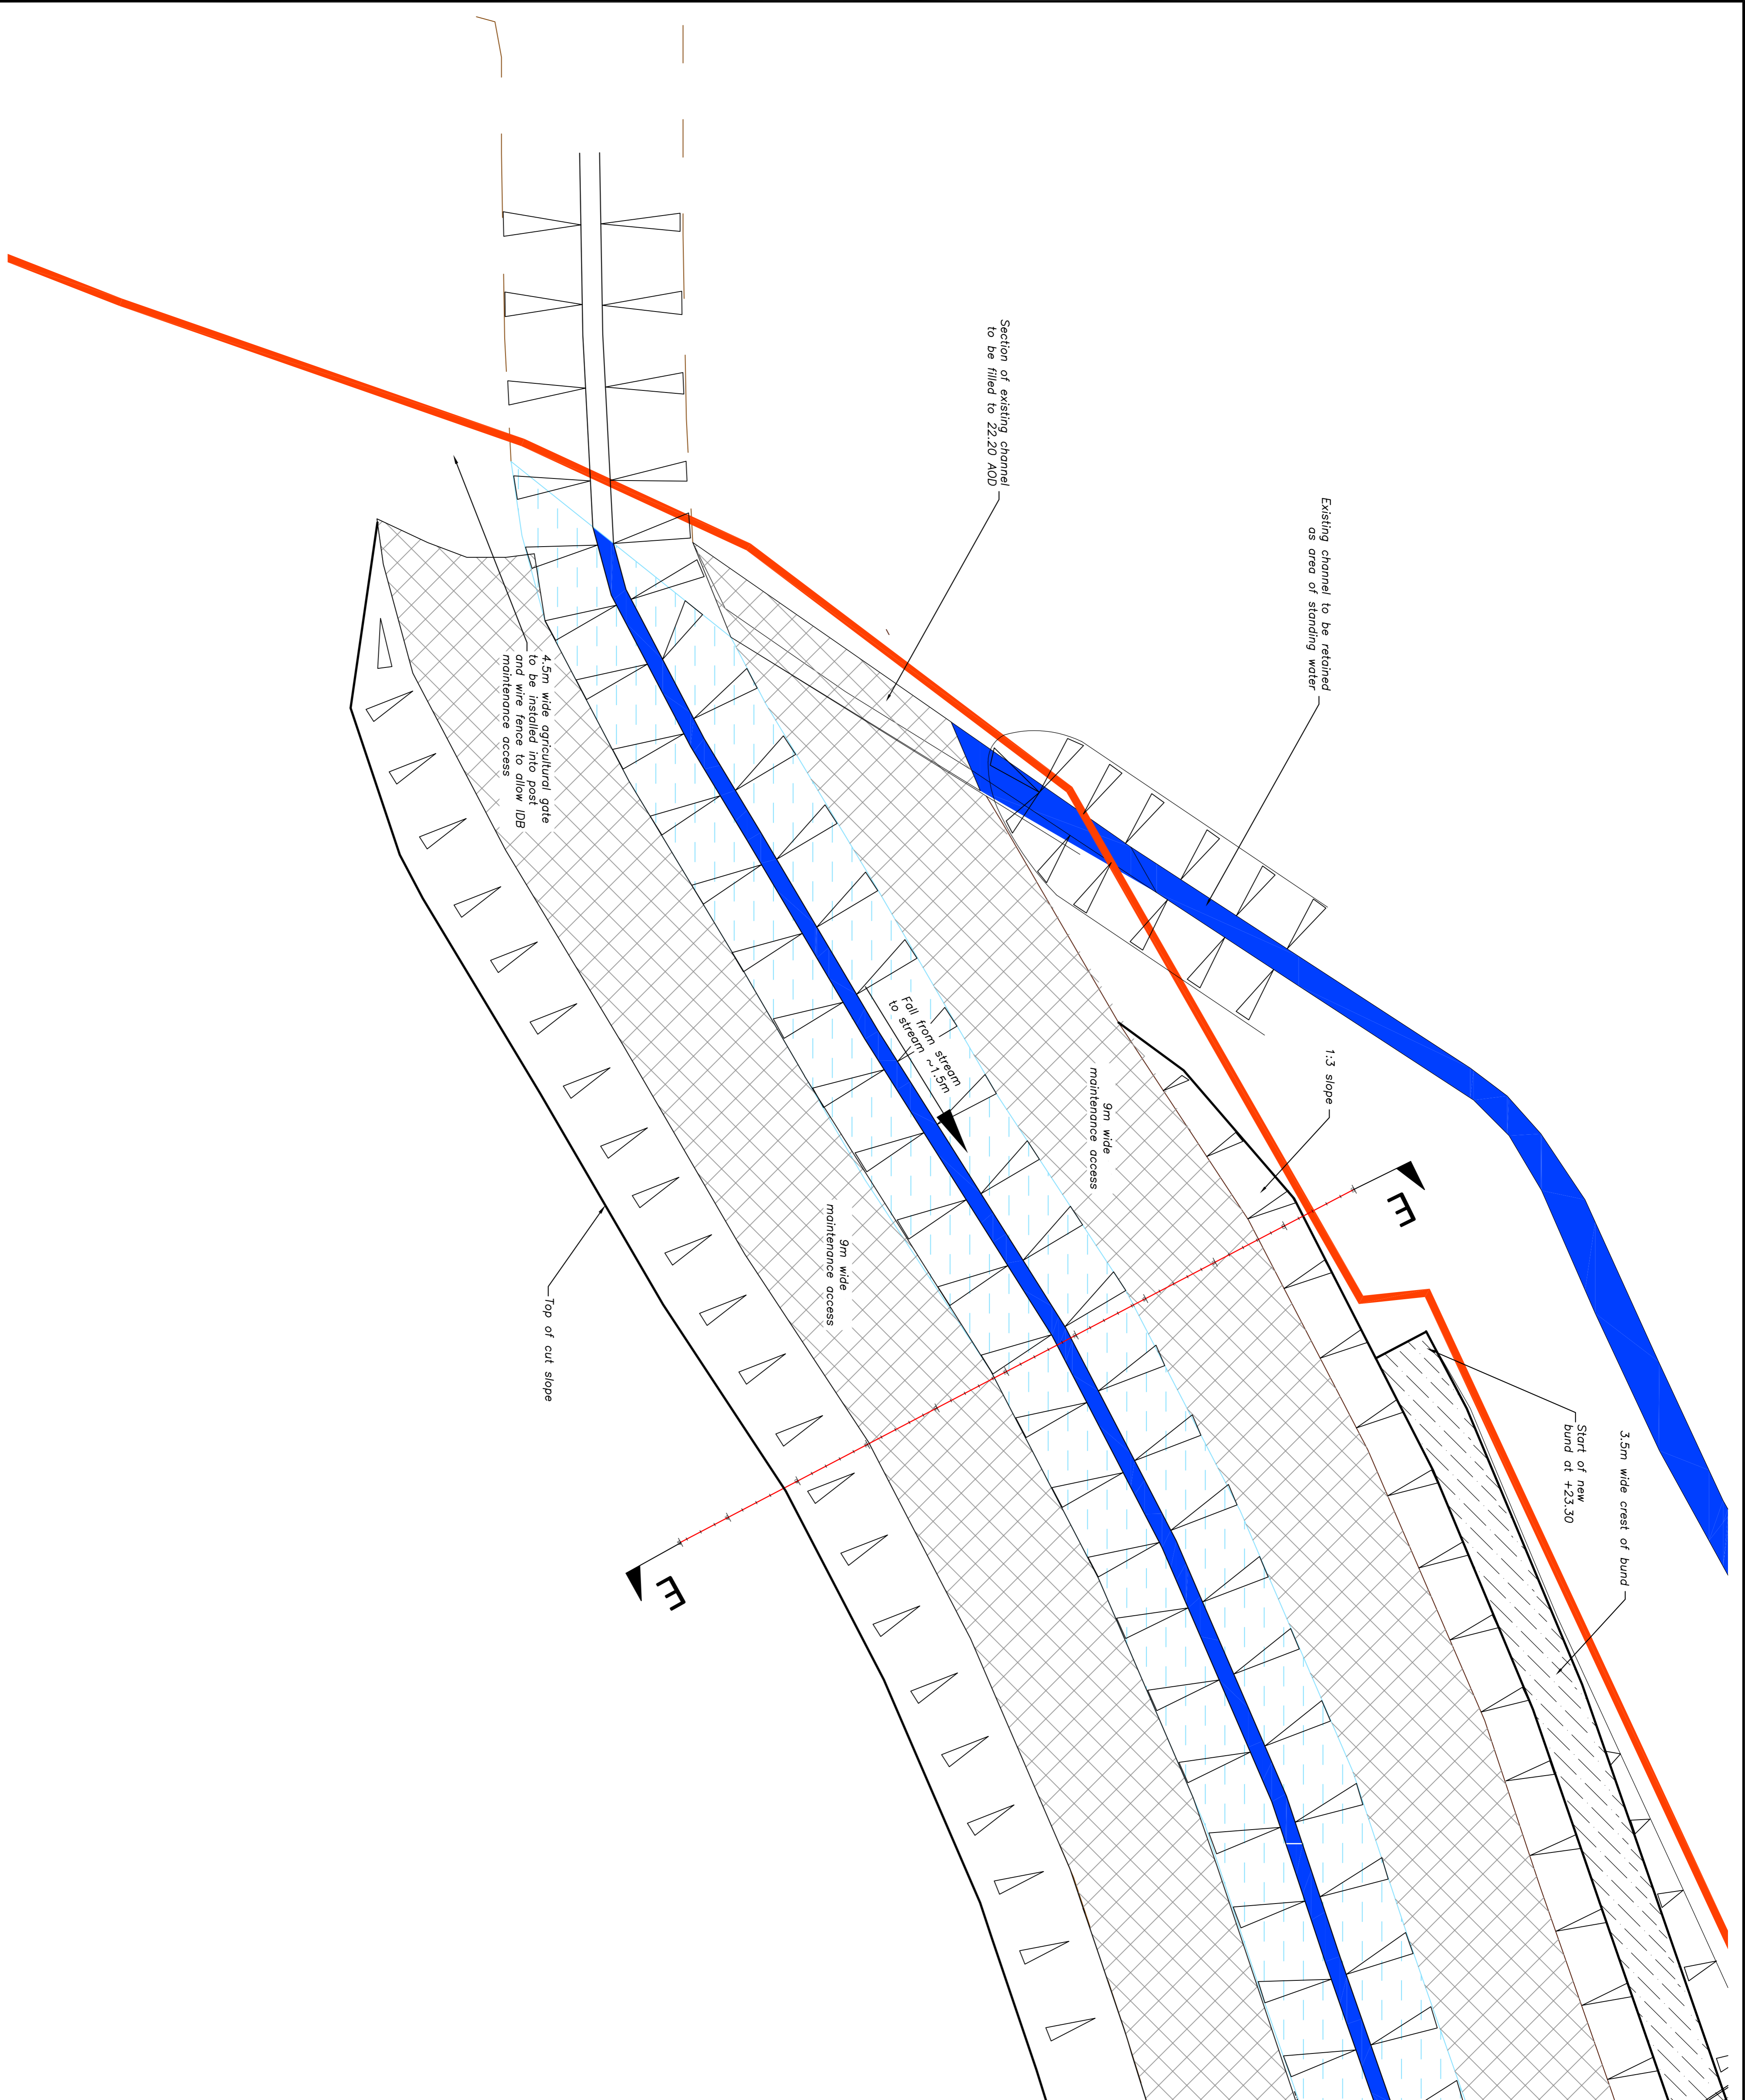 Existing channel to be retained
as area of standing water
Section of existing channel
to be filled to 22.20 AOD
4.5m wide agricultural gate
to be installed into post
and wire fence to allow IDB
maintenance access
Fall from stream
to stream ~1.5m
1:3 slope
9m wide
maintenance access
9m wide
maintenance access
E
E
Top of cut slope
3.5m wide crest of bund
Start of new
bund at +23.30